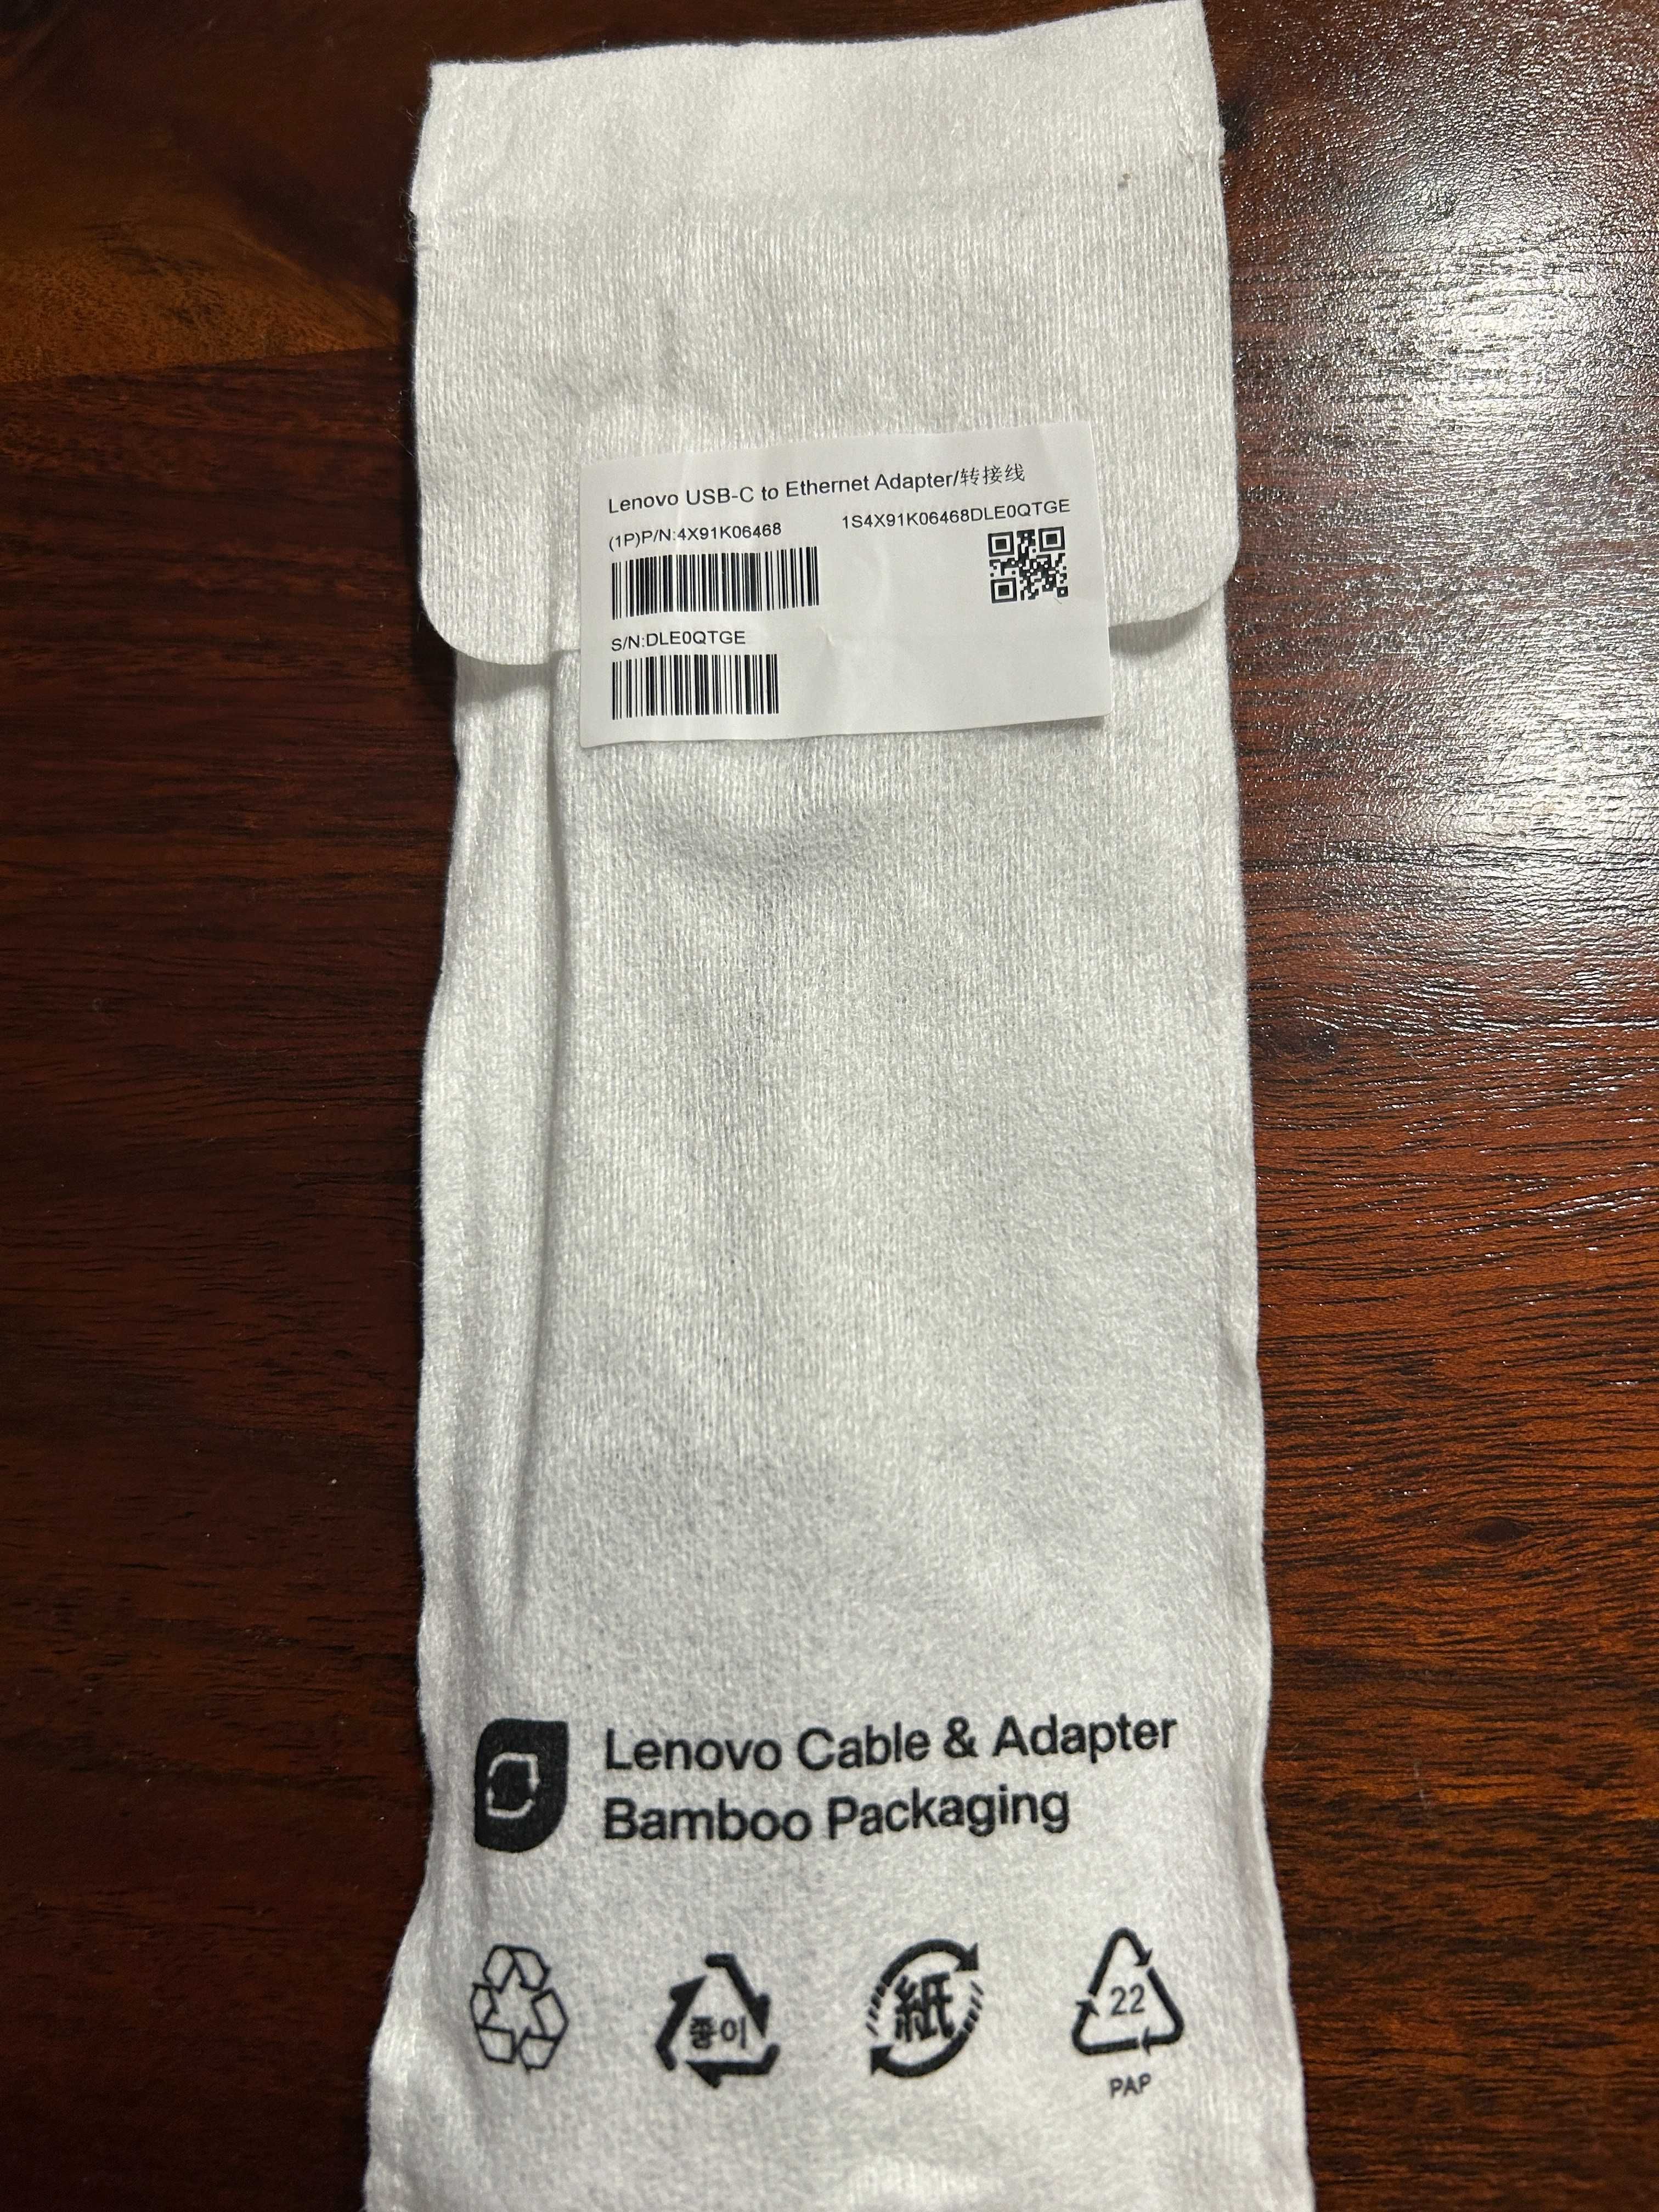 Lenovo USB-C to Ethernet Adapter/转接线
(1P)P/N:4X91K06468
1S4X91K06468DLE0QTGE
S/N:DLE0QTGE
Lenovo Cable & Adapter
Bamboo Packaging
종이
紙
22
PAP